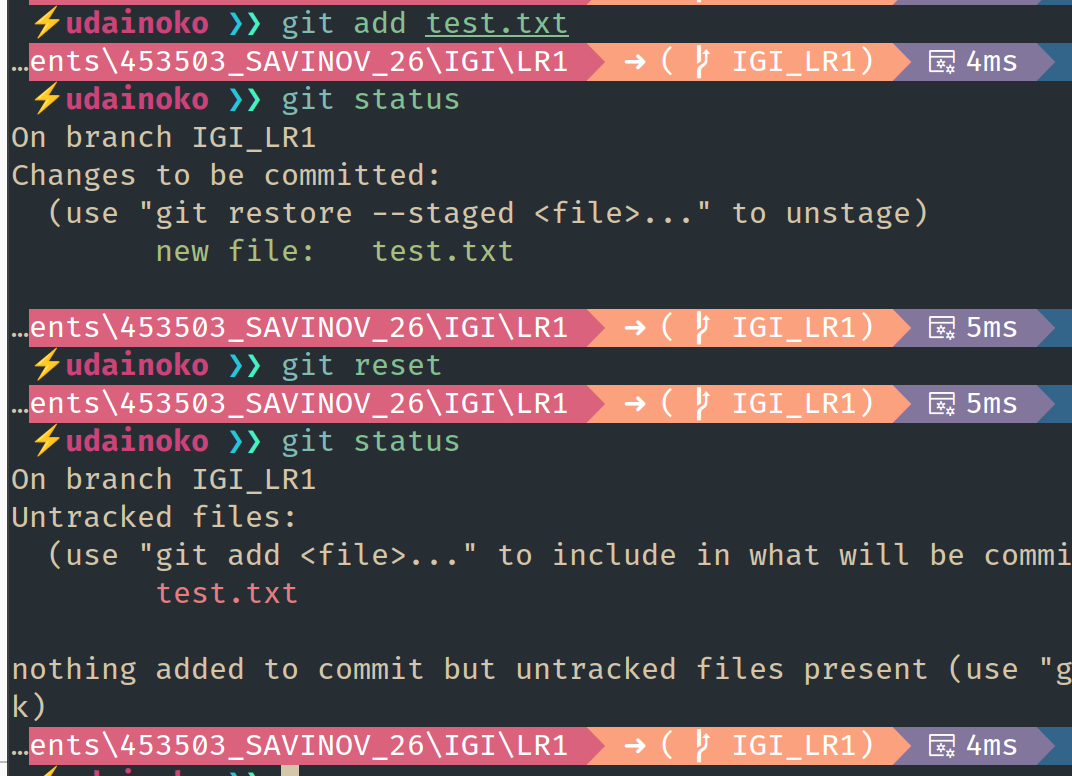 ⚡udainoko ❯❯ git add test.txt
…ents\453503_SAVINOV_26\IGI\LR1 ➜ ( IGI_LR1) 4ms
⚡udainoko ❯❯ git status
On branch IGI_LR1
Changes to be committed:
  (use "git restore --staged <file>..." to unstage)
        new file:   test.txt

…ents\453503_SAVINOV_26\IGI\LR1 ➜ ( IGI_LR1) 5ms
⚡udainoko ❯❯ git reset
…ents\453503_SAVINOV_26\IGI\LR1 ➜ ( IGI_LR1) 5ms
⚡udainoko ❯❯ git status
On branch IGI_LR1
Untracked files:
  (use "git add <file>..." to include in what will be commi
        test.txt

nothing added to commit but untracked files present (use "g
k)
…ents\453503_SAVINOV_26\IGI\LR1 ➜ ( IGI_LR1) 4ms